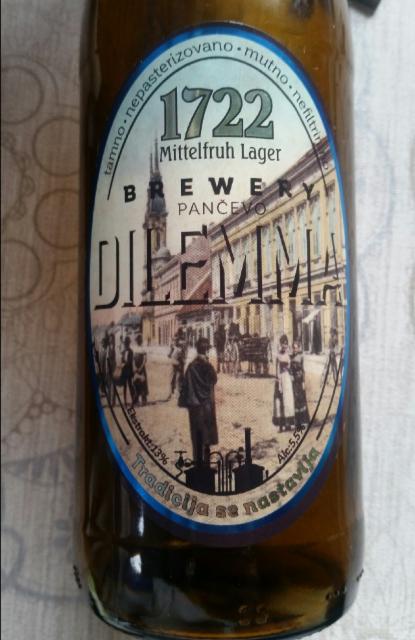 tamno • nepasterizovano • mutno • nefiltrir
1722
Mittelfruh Lager
BREWERY
PANČEVO
DILEMMA
Ekstrakt: 13%
Alc: 5,5%
Tradicija se nastavlja